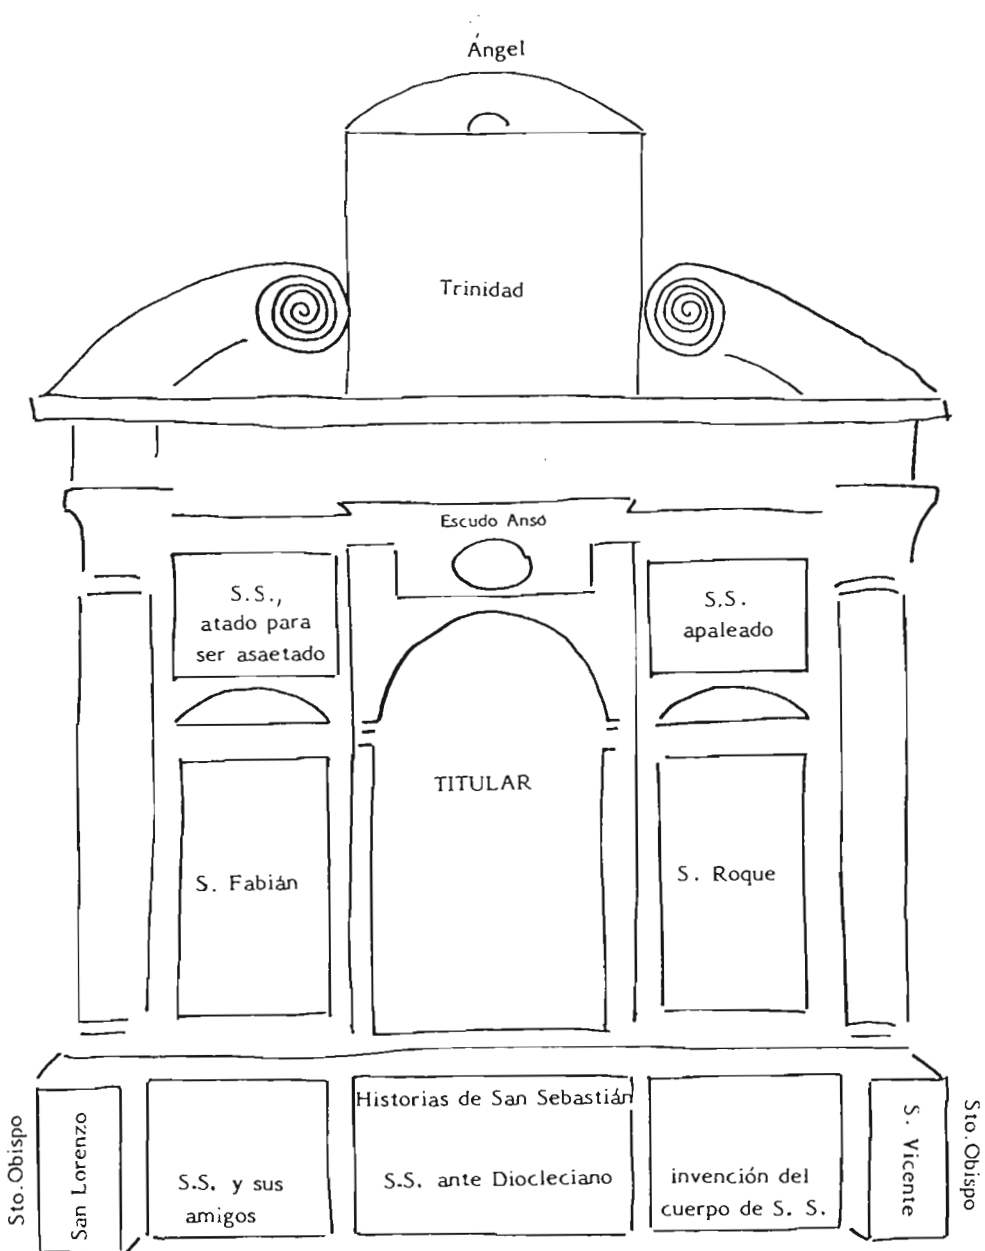 Ángel
Trinidad
Escudo Ansó
S.S.,
atado para
ser asaetado
S.S.
apaleado
TITULAR
S. Fabián
S. Roque
Historias de San Sebastián
Sto. Obispo
San Lorenzo
S.S. y sus
amigos
S.S. ante Diocleciano
invención del
cuerpo de S. S.
S. Vicente
Sto. Obispo